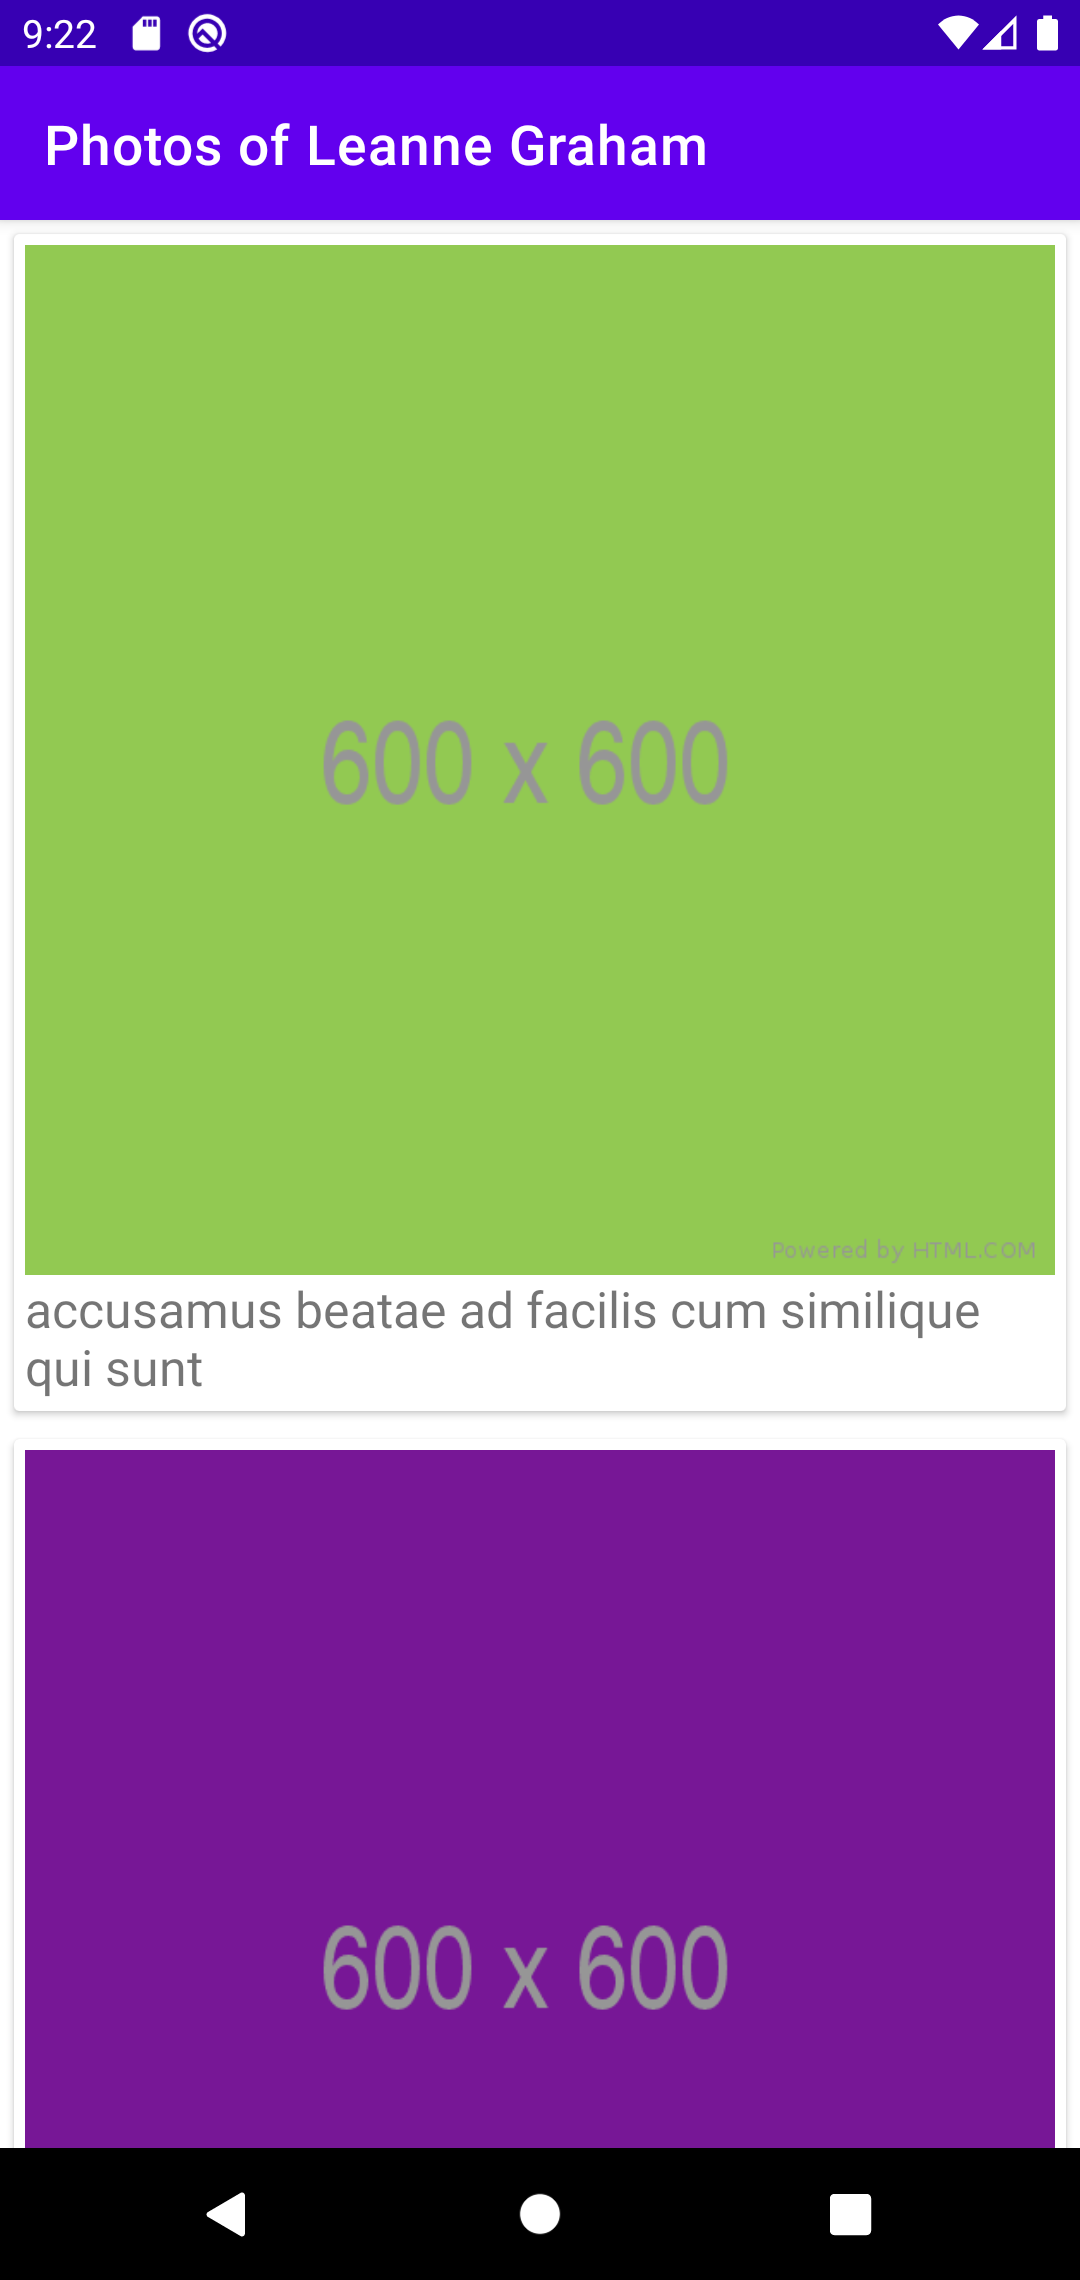 9:22
Photos of Leanne Graham
600 x 600
Powered by HTML.COM
accusamus beatae ad facilis cum similique
qui sunt
600 x 600